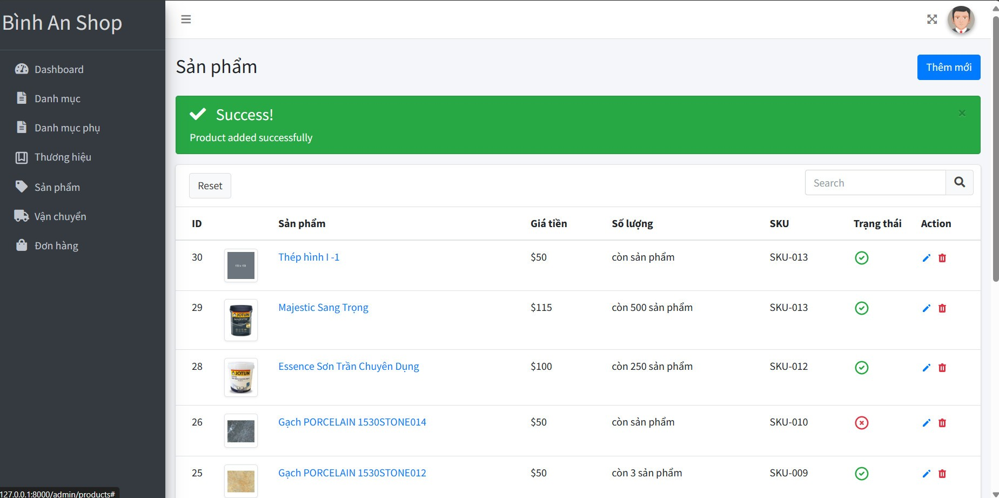 Bình An Shop
Dashboard
Danh mục
Danh mục phụ
Thương hiệu
Sản phẩm
Vận chuyển
Đơn hàng
127.0.0.1:8000/admin/products#
Sản phẩm
Thêm mới
Success!
×
Product added successfully
Reset
Search
ID Sản phẩm Giá tiền Số lượng SKU Trạng thái Action
30 Thép hình I -1 $50 còn sản phẩm SKU-013
150 x 150
29 Majestic Sang Trọng $115 còn 500 sản phẩm SKU-013
JOTUN
MAJESTIC
28 Essence Sơn Trần Chuyên Dụng $100 còn 250 sản phẩm SKU-012
JOTUN
26 Gạch PORCELAIN 1530STONE014 $50 còn sản phẩm SKU-010
25 Gạch PORCELAIN 1530STONE012 $50 còn 3 sản phẩm SKU-009